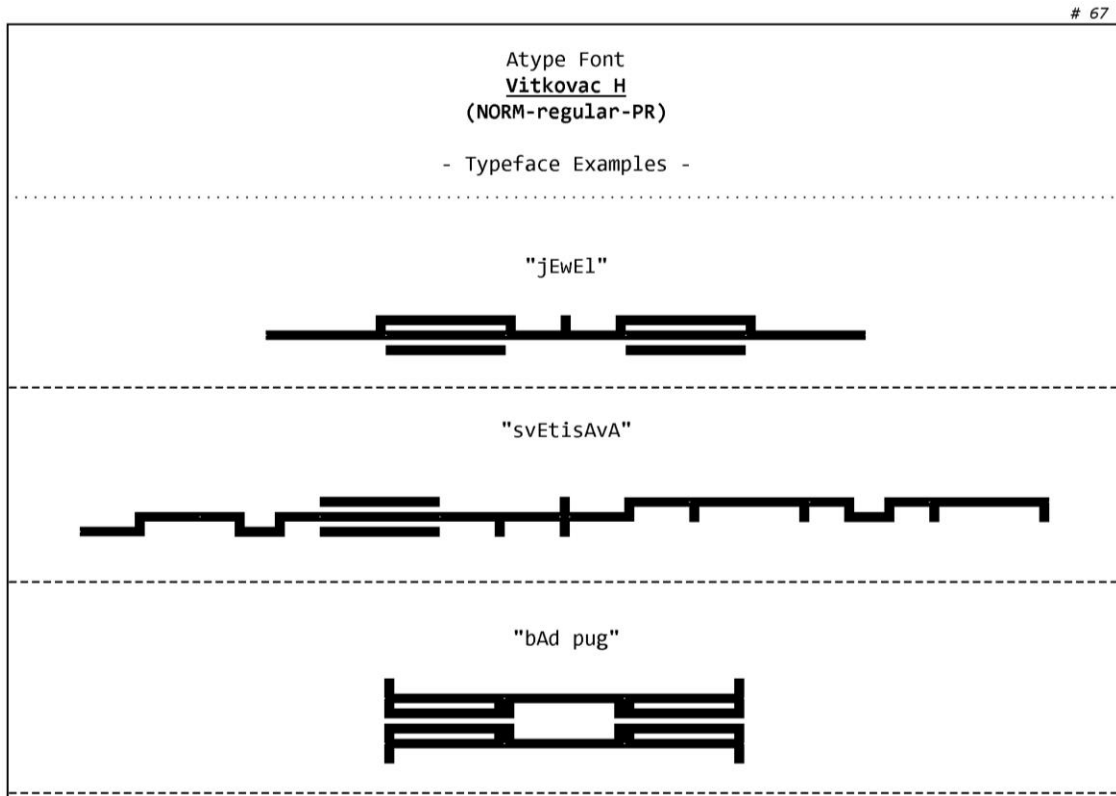 # 67
Atype Font
Vitkovac H
(NORM-regular-PR)
- Typeface Examples -
"jEwEl"
"svEtisAvA"
"bAd pug"